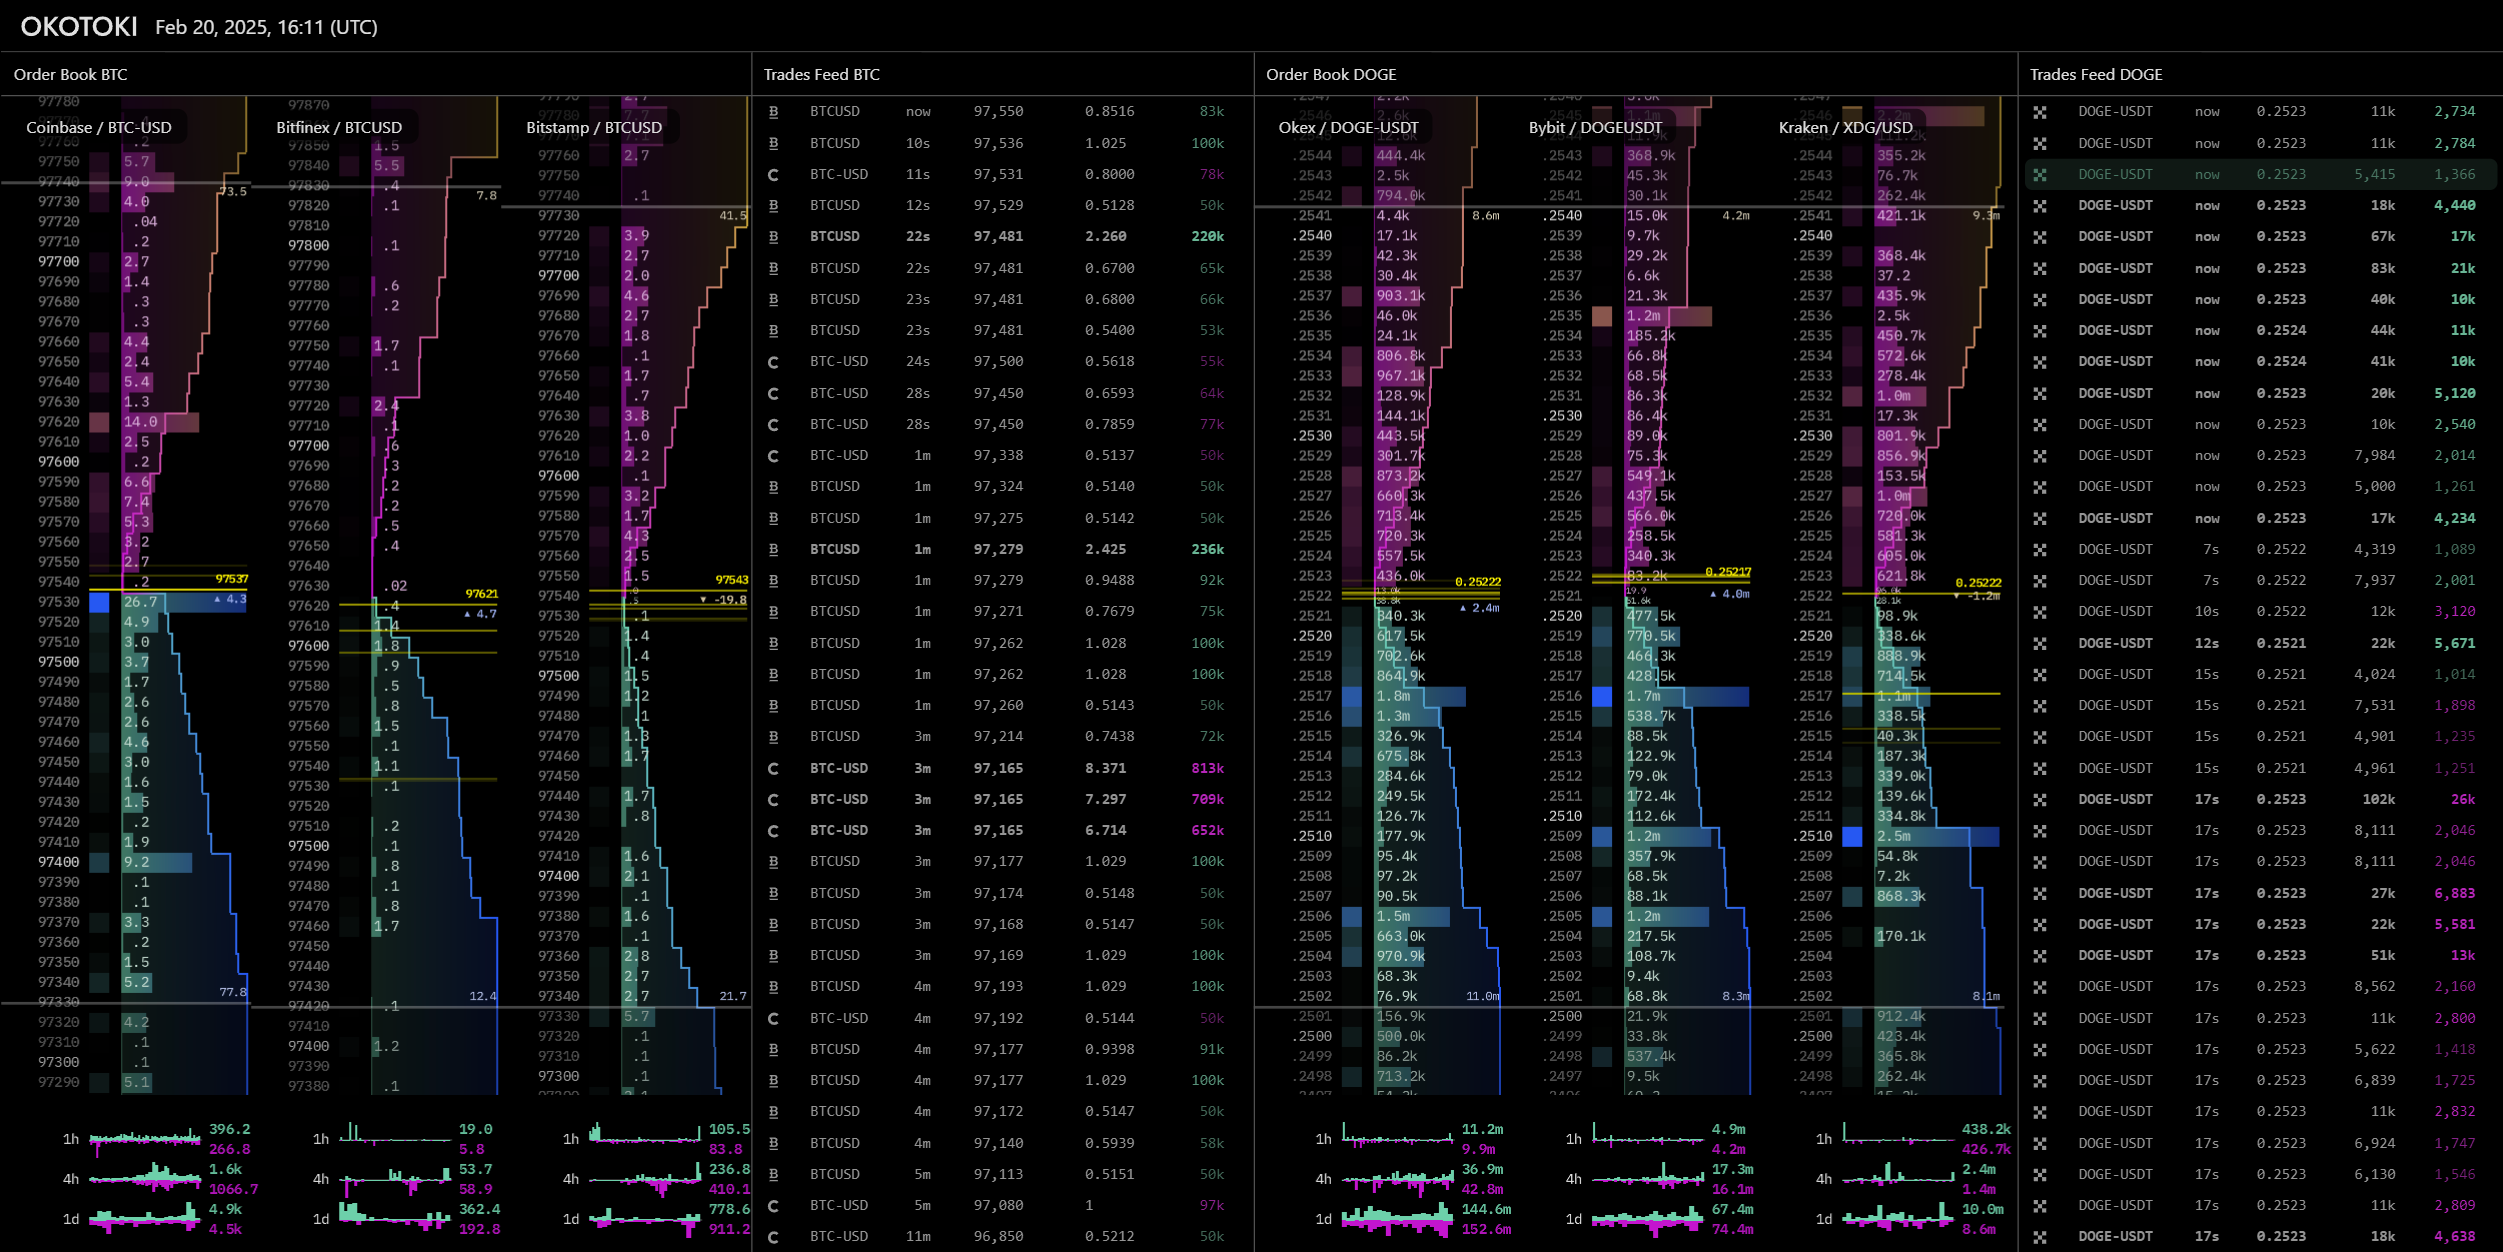 OKOTOKI Feb 20, 2025, 16:11 (UTC)
Order Book BTC
Coinbase / BTC-USD
97780
97750 5.7
97740 9.0
73.5
97730 4.0
97720 .04
97710 .2
97700 2.7
97690 1.4
97680 .3
97670 .3
97660 4.4
97650 2.4
97640 5.4
97630 1.3
97620 14.0
97610 2.5
97600 .2
97590 6.6
97580 7.4
97570 5.3
97560 3.2
97550 2.7
97540 .2
97537
▲ 4.3
97530 26.7
97520 4.9
97510 3.0
97500 3.7
97490 1.7
97480 2.6
97470 2.6
97460 4.6
97450 3.0
97440 1.6
97430 1.5
97420 .2
97410 1.9
97400 9.2
97390 .1
97380 .1
97370 3.3
97360 .2
97350 1.5
97340 5.2
77.8
97330
97320 4.2
97310 .1
97300 .1
97290 5.1
1h 396.2 266.8
4h 1.6k 1066.7
1d 4.9k 4.5k
Bitfinex / BTCUSD
97870
97850 1.5
97840 5.5
97830 .4
7.8
97820 .1
97810
97800 .1
97790
97780 .6
97770 .2
97760
97750 1.7
97740 .1
97730
97720 2.4
97710 .1
97700 .6
97690 .3
97680 .2
97670 .2
97660 .5
97650 .4
97640
97630 .02
97621
▲ 4.7
97620 .4
97610 1.4
97600 1.8
97590 .9
97580 .5
97570 .8
97560 1.5
97550 .1
97540 1.1
97530 .1
97520
97510 .2
97500 .1
97490 .8
97480 .1
97470 .8
97460 1.7
97450
97440
97430
12.4
97420 .1
97410
97400 1.2
97390
97380 .1
1h 19.0 5.8
4h 53.7 58.9
1d 362.4 192.8
Bitstamp / BTCUSD
97760 2.7
97750
97740 .1
97730
41.5
97720 3.9
97710 2.7
97700 2.0
97690 4.6
97680 2.7
97670 1.8
97660 .1
97650 1.7
97640 .7
97630 3.8
97620 1.0
97610 2.2
97600 .1
97590 3.2
97580 1.7
97570 4.3
97560 2.5
97550 1.5
97543
97540
▼ -19.8
97530 .1
97520 1.4
97510 .4
97500 1.5
97490 1.2
97480 .1
97470 1.3
97460 1.7
97450
97440 1.7
97430 .8
97420
97410 1.6
97400 2.1
97390 .1
97380 1.6
97370 .1
97360 2.8
97350 2.7
97340 2.7
21.7
97330 5.7
97320 .1
97310 .1
97300 .1
1h 105.5 83.8
4h 236.8 410.1
1d 778.6 911.2
Trades Feed BTC
BTCUSD now 97,550 0.8516 83k
BTCUSD 10s 97,536 1.025 100k
BTC-USD 11s 97,531 0.8000 78k
BTCUSD 12s 97,529 0.5128 50k
BTCUSD 22s 97,481 2.260 220k
BTCUSD 22s 97,481 0.6700 65k
BTCUSD 23s 97,481 0.6800 66k
BTCUSD 23s 97,481 0.5400 53k
BTC-USD 24s 97,500 0.5618 55k
BTC-USD 28s 97,450 0.6593 64k
BTC-USD 28s 97,450 0.7859 77k
BTC-USD 1m 97,338 0.5137 50k
BTCUSD 1m 97,324 0.5140 50k
BTCUSD 1m 97,275 0.5142 50k
BTCUSD 1m 97,279 2.425 236k
BTCUSD 1m 97,279 0.9488 92k
BTCUSD 1m 97,271 0.7679 75k
BTCUSD 1m 97,262 1.028 100k
BTCUSD 1m 97,262 1.028 100k
BTCUSD 1m 97,260 0.5143 50k
BTCUSD 3m 97,214 0.7438 72k
BTC-USD 3m 97,165 8.371 813k
BTC-USD 3m 97,165 7.297 709k
BTC-USD 3m 97,165 6.714 652k
BTCUSD 3m 97,177 1.029 100k
BTCUSD 3m 97,174 0.5148 50k
BTCUSD 3m 97,168 0.5147 50k
BTCUSD 3m 97,169 1.029 100k
BTCUSD 4m 97,193 1.029 100k
BTC-USD 4m 97,192 0.5144 50k
BTCUSD 4m 97,177 0.9398 91k
BTCUSD 4m 97,177 1.029 100k
BTCUSD 4m 97,172 0.5147 50k
BTCUSD 4m 97,140 0.5939 58k
BTCUSD 5m 97,113 0.5151 50k
BTC-USD 5m 97,080 1 97k
BTC-USD 11m 96,850 0.5212 50k
Order Book DOGE
Okex / DOGE-USDT
.2544 444.4k
.2543 2.5k
.2542 794.0k
.2541 4.4k
8.6m
.2540 17.1k
.2539 42.3k
.2538 30.4k
.2537 903.1k
.2536 46.0k
.2535 24.1k
.2534 806.8k
.2533 967.1k
.2532 128.9k
.2531 144.1k
.2530 443.5k
.2529 301.7k
.2528 873.2k
.2527 660.3k
.2526 713.4k
.2525 720.3k
.2524 557.5k
.2523 436.0k
0.25222
.2522
▲ 2.4m
.2521 340.3k
.2520 617.5k
.2519 702.6k
.2518 864.9k
.2517 1.8m
.2516 1.3m
.2515 326.9k
.2514 675.8k
.2513 284.6k
.2512 249.5k
.2511 126.7k
.2510 177.9k
.2509 95.4k
.2508 97.2k
.2507 90.5k
.2506 1.5m
.2505 663.0k
.2504 970.9k
.2503 68.3k
.2502 76.9k
11.0m
.2501 156.9k
.2500 500.0k
.2499 86.2k
.2498 713.2k
1h 11.2m 9.9m
4h 36.9m 42.8m
1d 144.6m 152.6m
Bybit / DOGEUSDT
.2543 368.9k
.2542 45.3k
.2541 30.1k
.2540 15.0k
4.2m
.2539 9.7k
.2538 29.2k
.2537 6.6k
.2536 21.3k
.2535 1.2m
.2534 185.2k
.2533 66.8k
.2532 68.5k
.2531 86.3k
.2530 86.4k
.2529 89.0k
.2528 75.3k
.2527 549.1k
.2526 437.5k
.2525 566.0k
.2524 258.5k
.2523 340.3k
.2522 83.2k
0.25217
.2521 19.9 61.6k
▲ 4.0m
.2520 477.5k
.2519 770.5k
.2518 466.3k
.2517 428.5k
.2516 1.7m
.2515 538.7k
.2514 88.5k
.2513 122.9k
.2512 79.0k
.2511 172.4k
.2510 112.6k
.2509 1.2m
.2508 357.9k
.2507 68.5k
.2506 88.1k
.2505 1.2m
.2504 217.5k
.2503 108.7k
.2502 9.4k
.2501 68.8k
8.3m
.2500 21.9k
.2499 33.8k
.2498 537.4k
.2497 9.5k
1h 4.9m 4.2m
4h 17.3m 16.1m
1d 67.4m 74.4m
Kraken / XDG/USD
.2544 355.2k
.2543 76.7k
.2542 262.4k
.2541 421.1k
9.3m
.2540
.2539 368.4k
.2538 37.2
.2537 435.9k
.2536 2.5k
.2535 450.7k
.2534 572.6k
.2533 278.4k
.2532 1.0m
.2531 17.3k
.2530 801.9k
.2529 856.9k
.2528 153.5k
.2527 1.0m
.2526 720.0k
.2525 581.3k
.2524 605.0k
.2523 621.8k
0.25222
.2522
▼ -1.2m
.2521 98.9k
.2520 338.6k
.2519 888.9k
.2518 714.5k
.2517 1.1m
.2516 338.5k
.2515 40.3k
.2514 187.3k
.2513 339.0k
.2512 139.6k
.2511 334.8k
.2510 2.5m
.2509 54.8k
.2508 7.2k
.2507 868.3k
.2506
.2505 170.1k
.2504
.2503
.2502
8.1m
.2501 912.4k
.2500 423.4k
.2499 365.8k
.2498 262.4k
1h 438.2k 426.7k
4h 2.4m 1.4m
1d 10.0m 8.6m
Trades Feed DOGE
DOGE-USDT now 0.2523 11k 2,734
DOGE-USDT now 0.2523 11k 2,784
DOGE-USDT now 0.2523 5,415 1,366
DOGE-USDT now 0.2523 18k 4,440
DOGE-USDT now 0.2523 67k 17k
DOGE-USDT now 0.2523 83k 21k
DOGE-USDT now 0.2523 40k 10k
DOGE-USDT now 0.2524 44k 11k
DOGE-USDT now 0.2524 41k 10k
DOGE-USDT now 0.2523 20k 5,120
DOGE-USDT now 0.2523 10k 2,540
DOGE-USDT now 0.2523 7,984 2,014
DOGE-USDT now 0.2523 5,000 1,261
DOGE-USDT now 0.2523 17k 4,234
DOGE-USDT 7s 0.2522 4,319 1,089
DOGE-USDT 7s 0.2522 7,937 2,001
DOGE-USDT 10s 0.2522 12k 3,120
DOGE-USDT 12s 0.2521 22k 5,671
DOGE-USDT 15s 0.2521 4,024 1,014
DOGE-USDT 15s 0.2521 7,531 1,898
DOGE-USDT 15s 0.2521 4,901 1,235
DOGE-USDT 15s 0.2521 4,961 1,251
DOGE-USDT 17s 0.2523 102k 26k
DOGE-USDT 17s 0.2523 8,111 2,046
DOGE-USDT 17s 0.2523 8,111 2,046
DOGE-USDT 17s 0.2523 27k 6,883
DOGE-USDT 17s 0.2523 22k 5,581
DOGE-USDT 17s 0.2523 51k 13k
DOGE-USDT 17s 0.2523 8,562 2,160
DOGE-USDT 17s 0.2523 11k 2,800
DOGE-USDT 17s 0.2523 5,622 1,418
DOGE-USDT 17s 0.2523 6,839 1,725
DOGE-USDT 17s 0.2523 11k 2,832
DOGE-USDT 17s 0.2523 6,924 1,747
DOGE-USDT 17s 0.2523 6,130 1,546
DOGE-USDT 17s 0.2523 11k 2,809
DOGE-USDT 17s 0.2523 18k 4,638